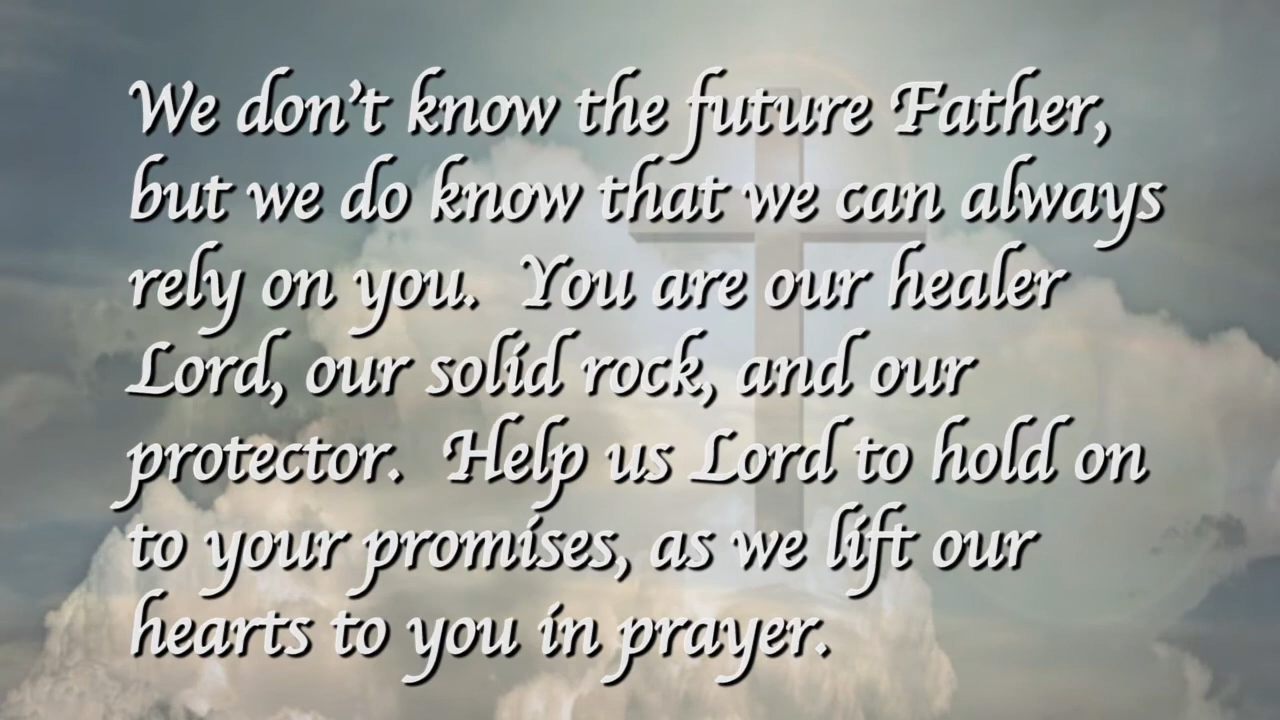 We don't know the future Father,
but we do know that we can always
rely on you.  You are our healer
Lord, our solid rock, and our
protector.  Help us Lord to hold on
to your promises, as we lift our
hearts to you in prayer.